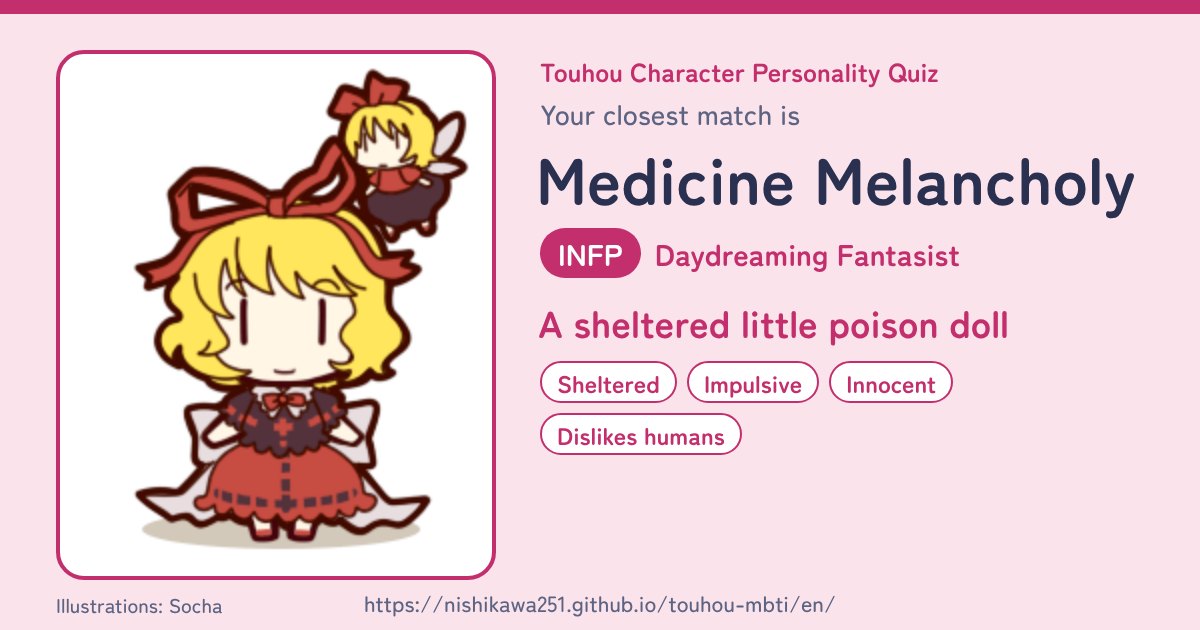 Touhou Character Personality Quiz
Your closest match is
Medicine Melancholy
INFP Daydreaming Fantasist
A sheltered little poison doll
Sheltered Impulsive Innocent
Dislikes humans
Illustrations: Socha https://nishikawa251.github.io/touhou-mbti/en/